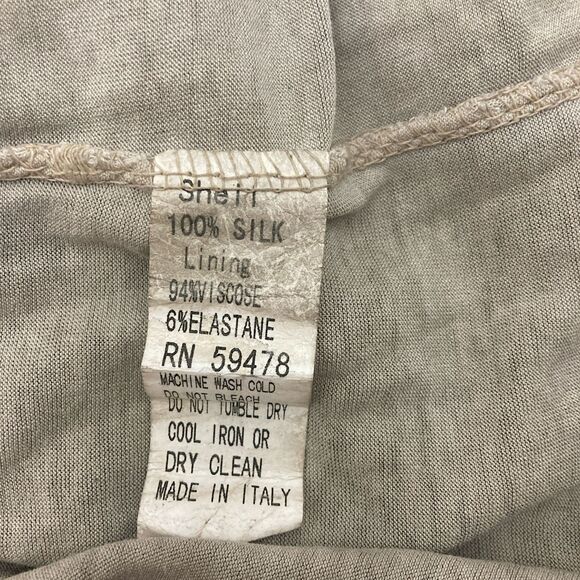 Shell
100% SILK
Lining
94%VISCOSE
6%ELASTANE
RN 59478
MACHINE WASH COLD
DO NOT BLEACH
DO NOT TUMBLE DRY
COOL IRON OR
DRY CLEAN
MADE IN ITALY